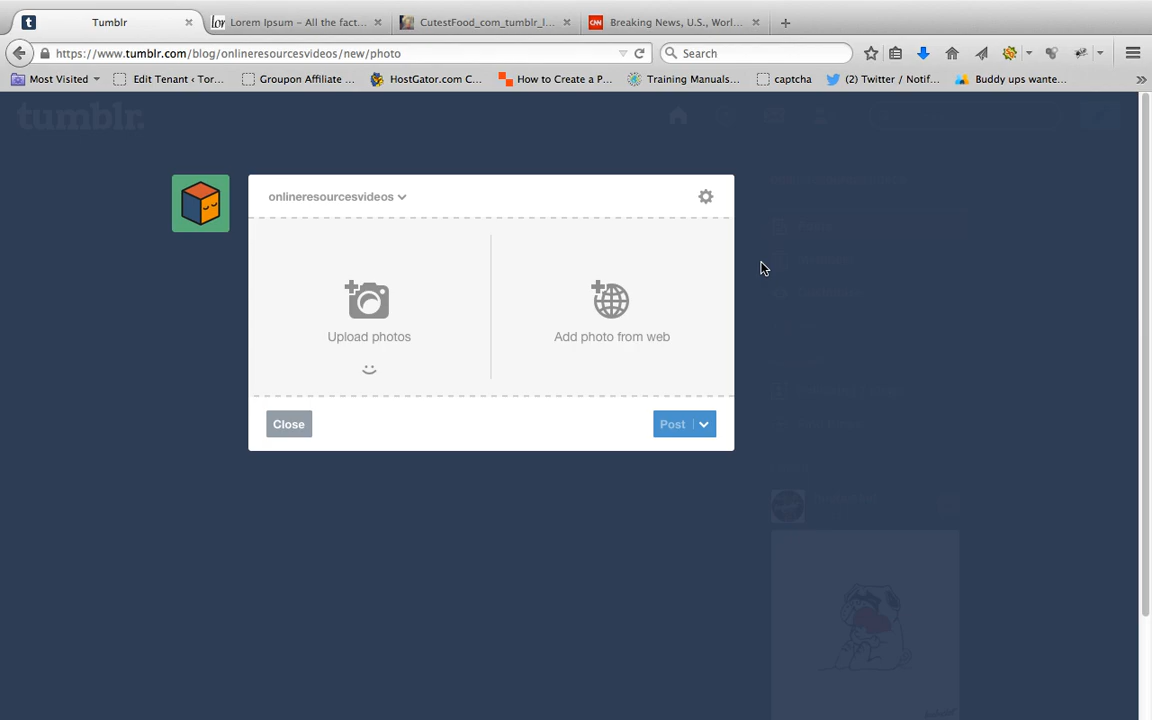 Tumblr
Lorem Ipsum – All the fact...
CutestFood_com_tumblr_l...
Breaking News, U.S., Worl...
https://www.tumblr.com/blog/onlineresourcesvideos/new/photo
Search
Most Visited
Edit Tenant ‹ Tor...
Groupon Affiliate ...
HostGator.com C...
How to Create a P...
Training Manuals...
captcha
(2) Twitter / Notif...
Buddy ups wante...
tumblr.
onlineresourcesvideos
Upload photos
Add photo from web
Close
Post